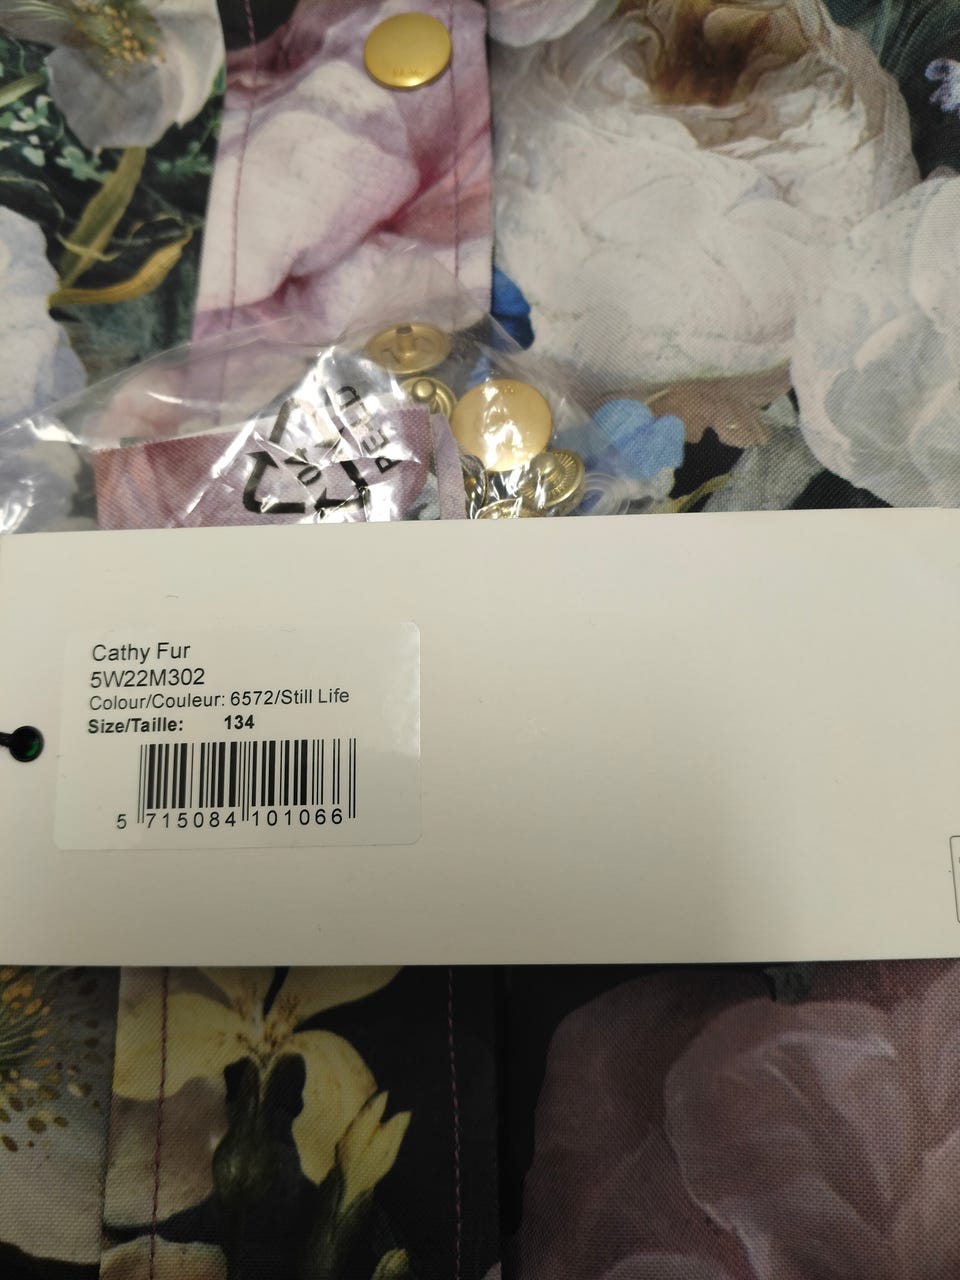 Cathy Fur
5W22M302
Colour/Couleur: 6572/Still Life
Size/Taille: 134
5 715084 101066